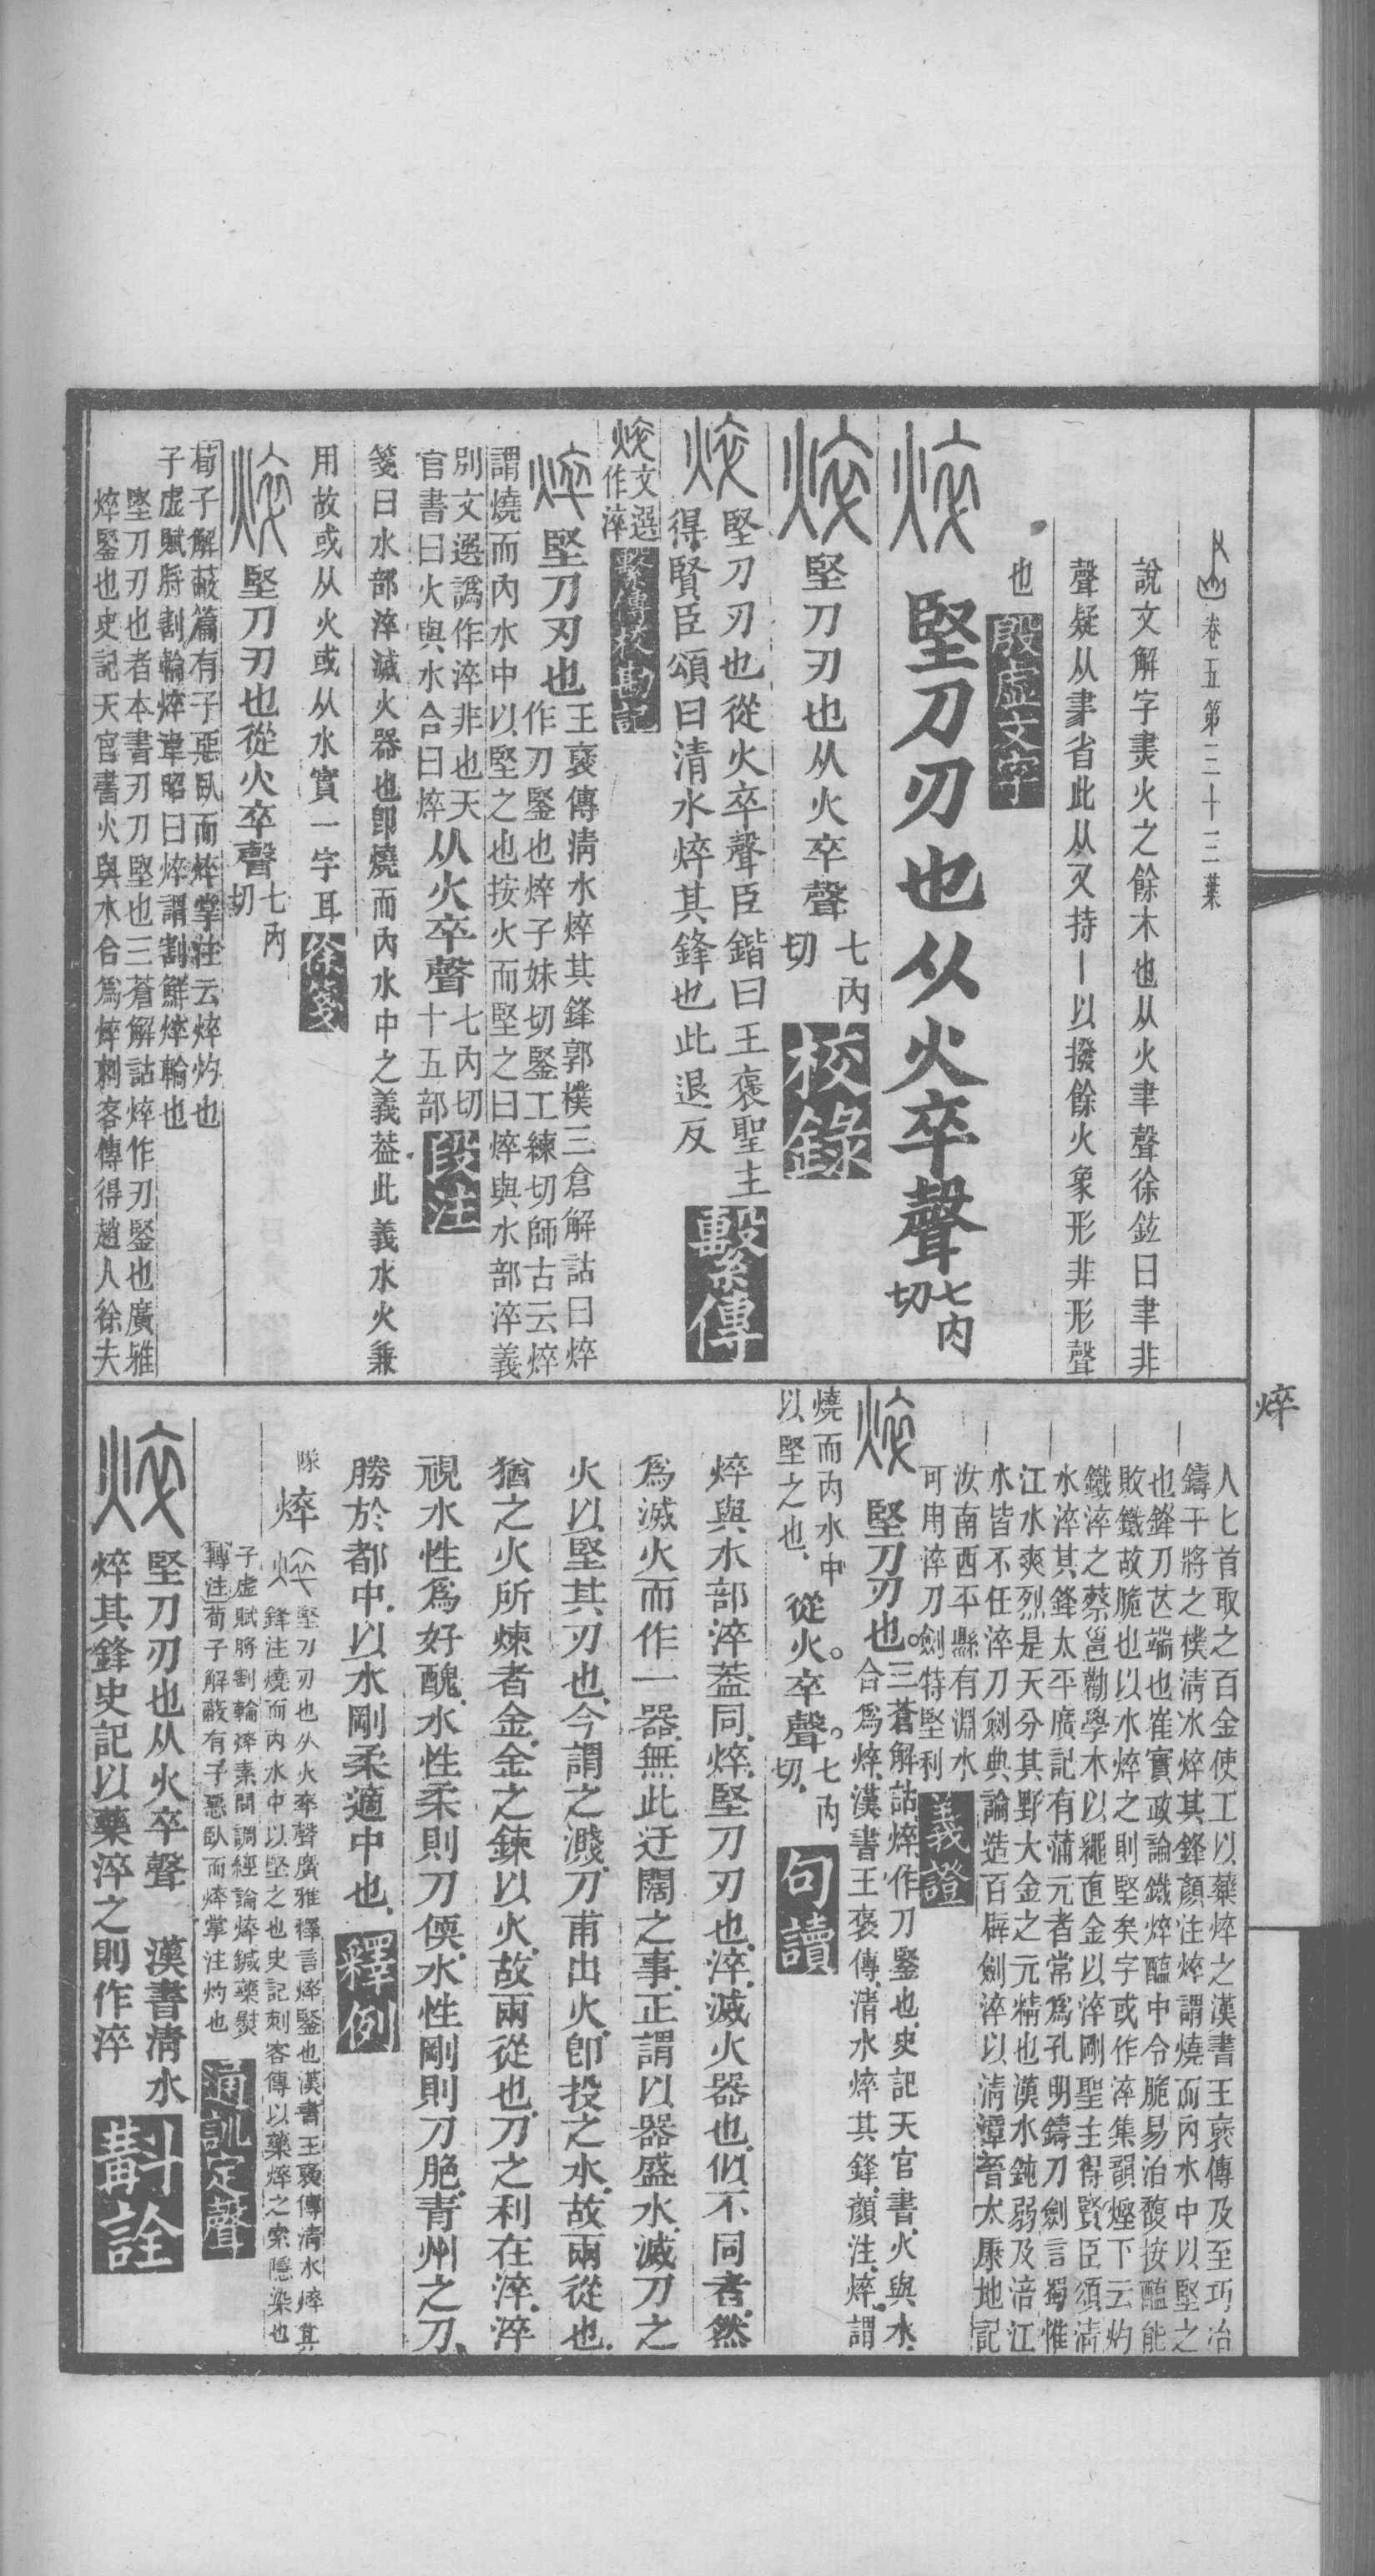 卷五第三十三葉
說文解字㶳火之餘木也从火聿聲徐鉉曰聿非
聲疑从𦘔省此从又持丨以撥餘火象形非形聲
也 殷虛文字
焠 堅刀刃也从火卒聲 七內切
焠 堅刀刃也从火卒聲 七內切 校錄
焠 堅刀刃也從火卒聲臣鍇曰王褒聖主
得賢臣頌曰清水焠其鋒也此退反 繫傳
焠 文選作淬 繫傳校勘記
焠 堅刀刃也 王褒傳清水焠其鋒郭樸三倉解詁曰焠
作刀鋻也焠子妹切鋻工練切師古云焠
謂燒而內水中以堅之也按火而堅之曰焠與水部淬義
別文選譌作淬非也天
官書曰火與水合曰焠 从火卒聲 七內切十五部 段注
箋曰水部淬滅火器也卽燒而內水中之義葢此義水火兼
用故或从火或从水實一字耳 徐箋
焠 堅刀刃也從火卒聲 七內切
荀子解蔽篇有子惡臥而焠掌注云焠灼也
子虛賦脟割輪焠韋昭曰焠謂割鮮焠輪也
堅刀刃也者本書刃刀堅也三蒼解詁焠作刃鋻也廣雅
焠鋻也史記天官書火與水合爲焠刺客傳得趙人徐夫
人匕首取之百金使工以藥焠之漢書王褒傳及至巧冶
鑄干將之樸清水焠其鋒顏注焠謂燒而內水中以堅之
也鋒刀芒端也崔實政論鐵焠醯中令脆易治馥按醯能
敗鐵故脆也以水焠之則堅矣字或作淬集韻㷪下云灼
鐵淬之蔡邕勸學木以繩直金以淬剛聖主得賢臣頌清
水淬其鋒太平廣記有蒲元者常爲孔明鑄刀劍言蜀惟
江水爽烈是天分其野大金之元精也漢水鈍弱及涪江
水皆不任淬刀劍典論造百辟劍淬以清漳晉太康地記
汝南西平縣有淵水
可用淬刀劍特堅利 義證
焠 堅刀刃也。三蒼解詁焠作刀鋻也史記天官書火與水
合爲焠漢書王褒傳清水焠其鋒顏注焠謂
燒而內水中
以堅之也 從火。卒聲。七內切 句讀
焠與水部淬葢同焠堅刀刃也淬滅火器也似不同者然
爲滅火而作一器無此迂闊之事正謂以器盛水滅刀之
火以堅其刃也今謂之濺刀甫出火卽投之水故兩從也
猶之火所煉者金金之鍊以火故兩從也刀之利在淬淬
視水性爲好醜水性柔則刀偄水性剛則刀脃青州之刀
勝於都中以水剛柔適中也 釋例
隊 焠 堅刀刃也从火卒聲廣雅釋言焠鋻也漢書王褒傳清水焠其
鋒注燒而內水中以堅之也史記刺客傳以藥焠之索隱染也
子虛賦脟割輪焠素問調經論焠鍼藥熨
轉注荀子解蔽有子惡臥而焠掌注灼也 通訓定聲
焠 堅刀刃也从火卒聲 漢書清水
焠其鋒史記以藥淬之則作淬 斠詮
焠